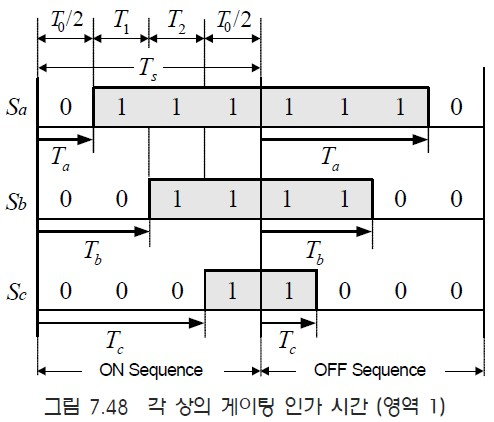 T0/2 T1 T2 T0/2
Ts
Sa 0 1 1 1 1 1 1 0
Ta Ta
Sb 0 0 1 1 1 1 0 0
Tb Tb
Sc 0 0 0 1 1 0 0 0
Tc Tc
ON Sequence OFF Sequence
그림 7.48 각 상의 게이팅 인가 시간 (영역 1)